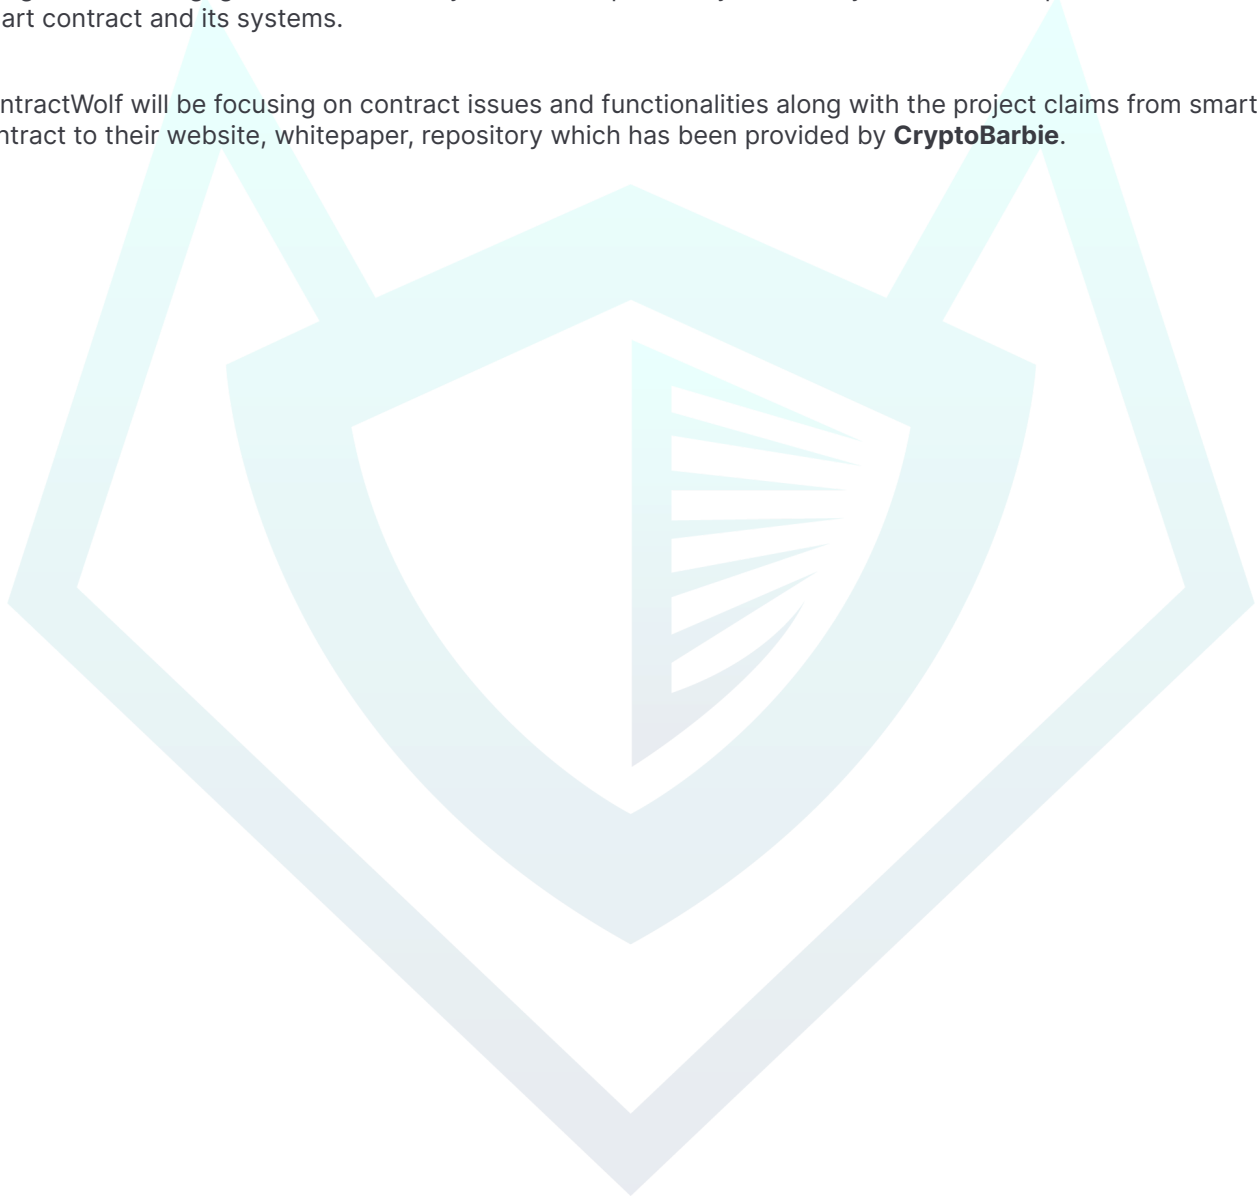 art contract and its systems.
ntractWolf will be focusing on contract issues and functionalities along with the project claims from smart
ntract to their website, whitepaper, repository which has been provided by CryptoBarbie.